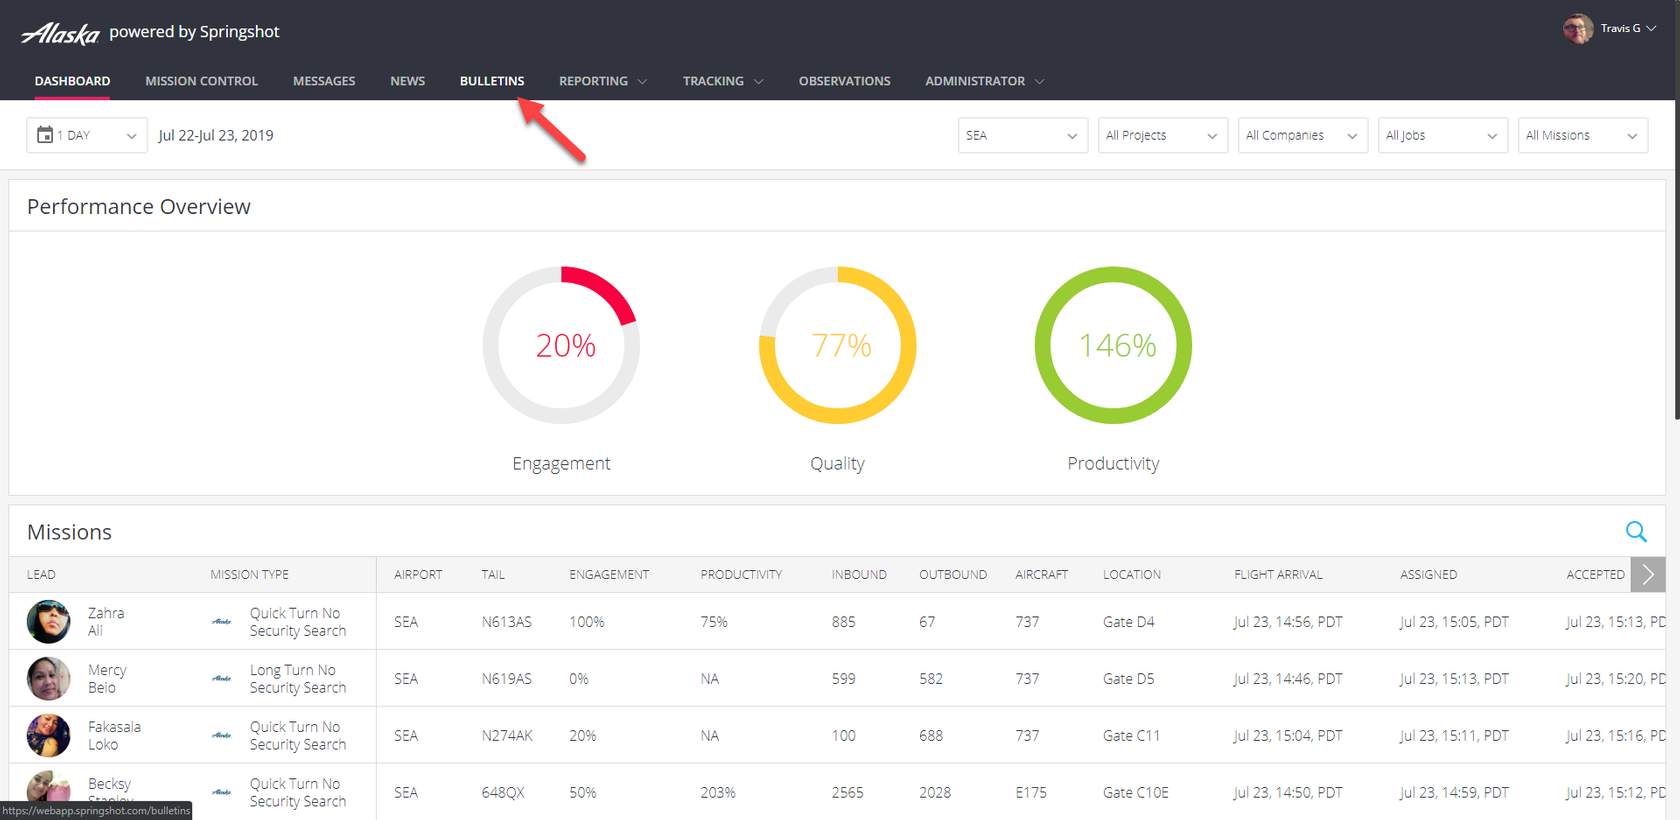 Alaska powered by Springshot
Travis G
DASHBOARD MISSION CONTROL MESSAGES NEWS BULLETINS REPORTING TRACKING OBSERVATIONS ADMINISTRATOR
1 DAY Jul 22-Jul 23, 2019 SEA All Projects All Companies All Jobs All Missions
Performance Overview
20% 77% 146%
Engagement Quality Productivity
Missions
LEAD MISSION TYPE AIRPORT TAIL ENGAGEMENT PRODUCTIVITY INBOUND OUTBOUND AIRCRAFT LOCATION FLIGHT ARRIVAL ASSIGNED ACCEPTED
Zahra Quick Turn No
Ali Alaska Security Search SEA N613AS 100% 75% 885 67 737 Gate D4 Jul 23, 14:56, PDT Jul 23, 15:05, PDT Jul 23, 15:13, PD
Mercy Long Turn No
Beio Alaska Security Search SEA N619AS 0% NA 599 582 737 Gate D5 Jul 23, 14:46, PDT Jul 23, 15:13, PDT Jul 23, 15:20, PD
Fakasala Quick Turn No
Loko Alaska Security Search SEA N274AK 20% NA 100 688 737 Gate C11 Jul 23, 15:04, PDT Jul 23, 15:11, PDT Jul 23, 15:16, PD
Becksy Quick Turn No
Alaska Security Search SEA 648QX 50% 203% 2565 2028 E175 Gate C10E Jul 23, 14:50, PDT Jul 23, 14:59, PDT Jul 23, 15:12, PD
https://webapp.springshot.com/bulletins